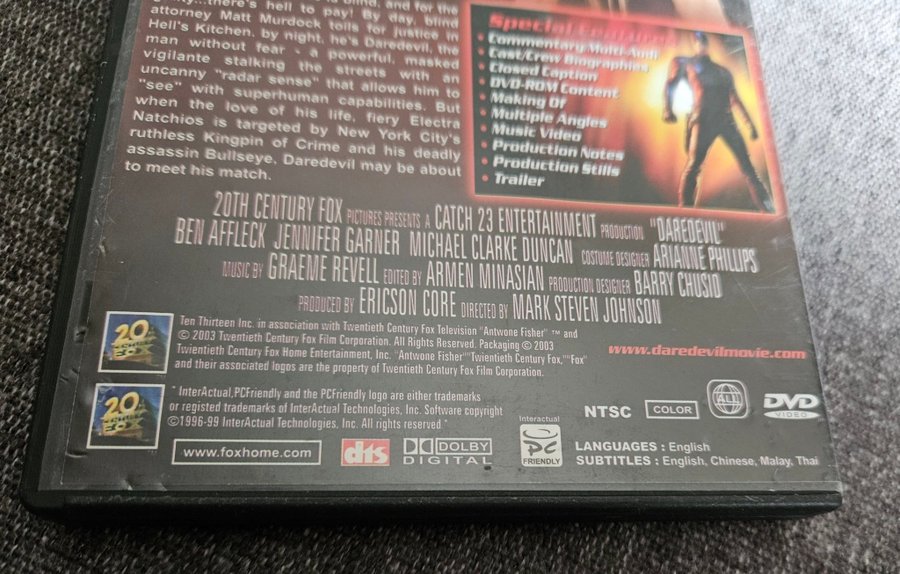 is blind, and for the
there's hell to pay! By day, blind
attorney Matt Murdock toils for justice in
Hell's Kitchen, by night, he's Daredevil, the
man without fear - a powerful, masked
vigilante stalking the streets with an
uncanny "radar sense" that allows him to
"see" with superhuman capabilities. But
when the love of his life, fiery Electra
Natchios is targeted by New York City's
ruthless Kingpin of Crime and his deadly
assassin Bullseye. Daredevil may be about
to meet his match.
Special Features
• Commentary/Multi-Audi
• Cast/Crew Biographies
• Closed Caption
• DVD-ROM Content
• Making Of
• Multiple Angles
• Music Video
• Production Notes
• Production Stills
• Trailer
20TH CENTURY FOX PICTURES PRESENTS A CATCH 23 ENTERTAINMENT PRODUCTION "DAREDEVIL"
BEN AFFLECK JENNIFER GARNER MICHAEL CLARKE DUNCAN COSTUME DESIGNER ARIANNE PHILLIPS
MUSIC BY GRAEME REVELL EDITED BY ARMEN MINASIAN PRODUCTION DESIGNER BARRY CHUSID
PRODUCED BY ERICSON CORE DIRECTED BY MARK STEVEN JOHNSON
20
FOX
Ten Thirteen Inc. in association with Twentieth Century Fox Television "Antwone Fisher" ™ and
© 2003 Twentieth Century Fox Film Corporation. All Rights Reserved. Packaging © 2003
Twientieth Century Fox Home Entertainment, Inc. "Antwone Fisher""Twientieth Century Fox,""Fox"
and their associated logos are the property of Twentieth Century Fox Film Corporation.
www.daredevilmovie.com
20
FOX
* InterActual,PCFriendly and the PCFriendly logo are either trademarks
or registed trademarks of InterActual Technologies, Inc. Software copyright
©1996-99 InterActual Technologies, Inc. All rights reserved.*
NTSC
COLOR
ALL
DVD
VIDEO
www.foxhome.com
dts
DOLBY
DIGITAL
Interactual
PC
FRIENDLY
LANGUAGES : English
SUBTITLES : English, Chinese, Malay, Thai